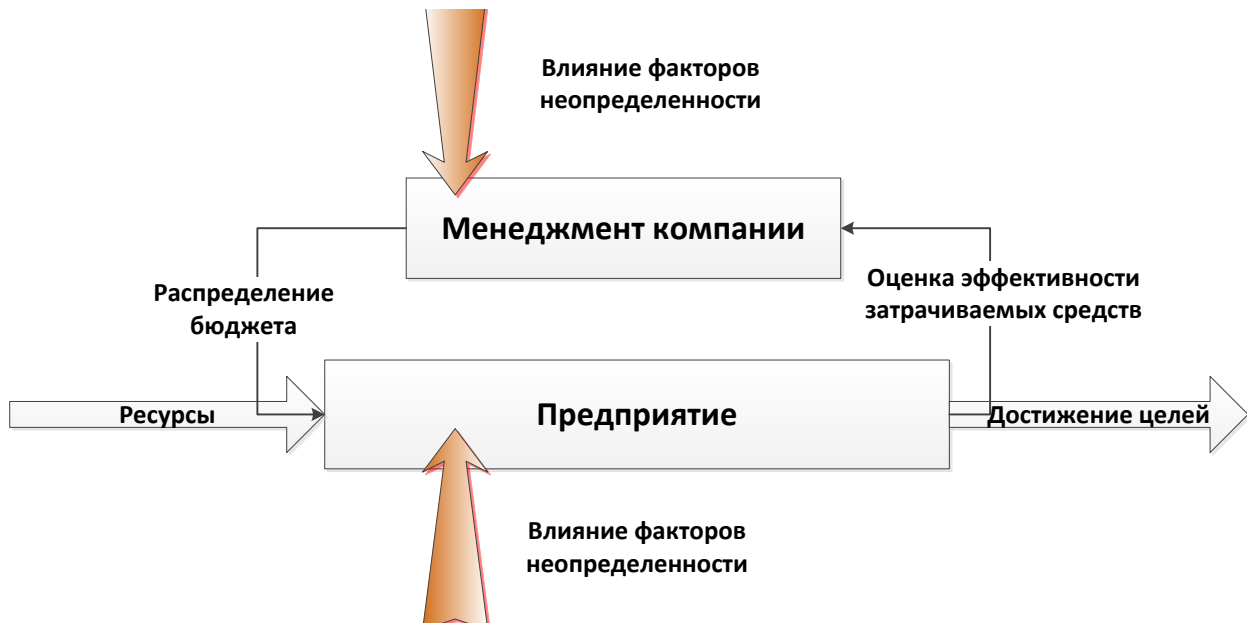 Влияние факторов
неопределенности
Менеджмент компании
Распределение
бюджета
Оценка эффективности
затрачиваемых средств
Ресурсы
Предприятие
Достижение целей
Влияние факторов
неопределенности